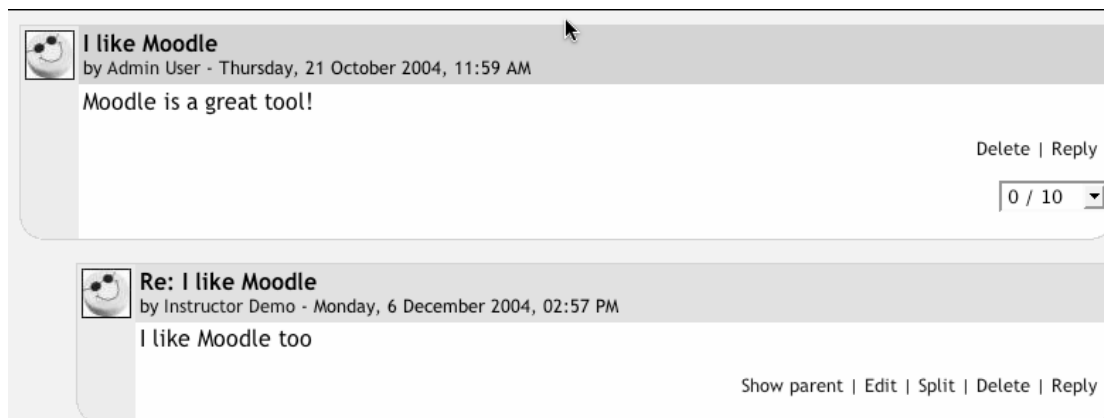 I like Moodle
by Admin User - Thursday, 21 October 2004, 11:59 AM
Moodle is a great tool!
Delete | Reply
0 / 10
Re: I like Moodle
by Instructor Demo - Monday, 6 December 2004, 02:57 PM
I like Moodle too
Show parent | Edit | Split | Delete | Reply